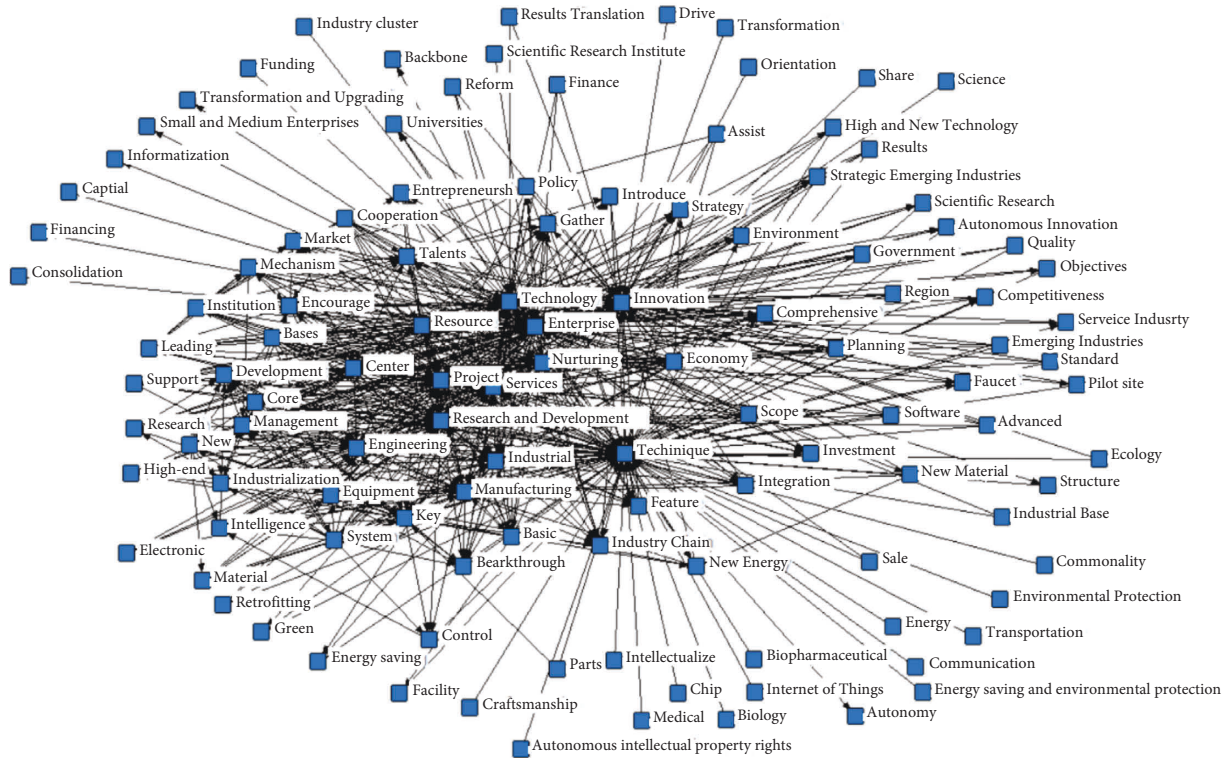 Results Translation
Drive
Industry cluster
Transformation
Scientific Research Institute
Backbone
Funding
Orientation
Share
Science
Reform
Finance
Transformation and Upgrading
Small and Medium Enterprises
Universities
High and New Technology
Assist
Results
Informatization
Strategic Emerging Industries
Captial
Entrepreneursh
Policy
Introduce
Scientific Research
Cooperation
Gather
Strategy
Autonomous Innovation
Financing
Market
Environment
Quality
Talents
Government
Consolidation
Mechanism
Objectives
Region
Competitiveness
Institution
Encourage
Technology
Innovation
Comprehensive
Serveice Indusrty
Resource
Enterprise
Bases
Emerging Industries
Leading
Planning
Nurturing
Economy
Standard
Center
Development
Support
Project
Services
Faucet
Pilot site
Core
Research
Management
Research and Development
Scope
Software
Advanced
New
Engineering
Techinique
Investment
Ecology
High-end
Industrial
New Material
Industrialization
Integration
Structure
Equipment
Manufacturing
Feature
Industrial Base
Key
Intelligence
System
Basic
Industry Chain
Electronic
Bearkthrough
New Energy
Sale
Commonality
Material
Retrofitting
Environmental Protection
Green
Energy
Transportation
Control
Energy saving
Parts
Intellectualize
Biopharmaceutical
Communication
Facility
Chip
Internet of Things
Energy saving and environmental protection
Craftsmanship
Medical
Biology
Autonomy
Autonomous intellectual property rights